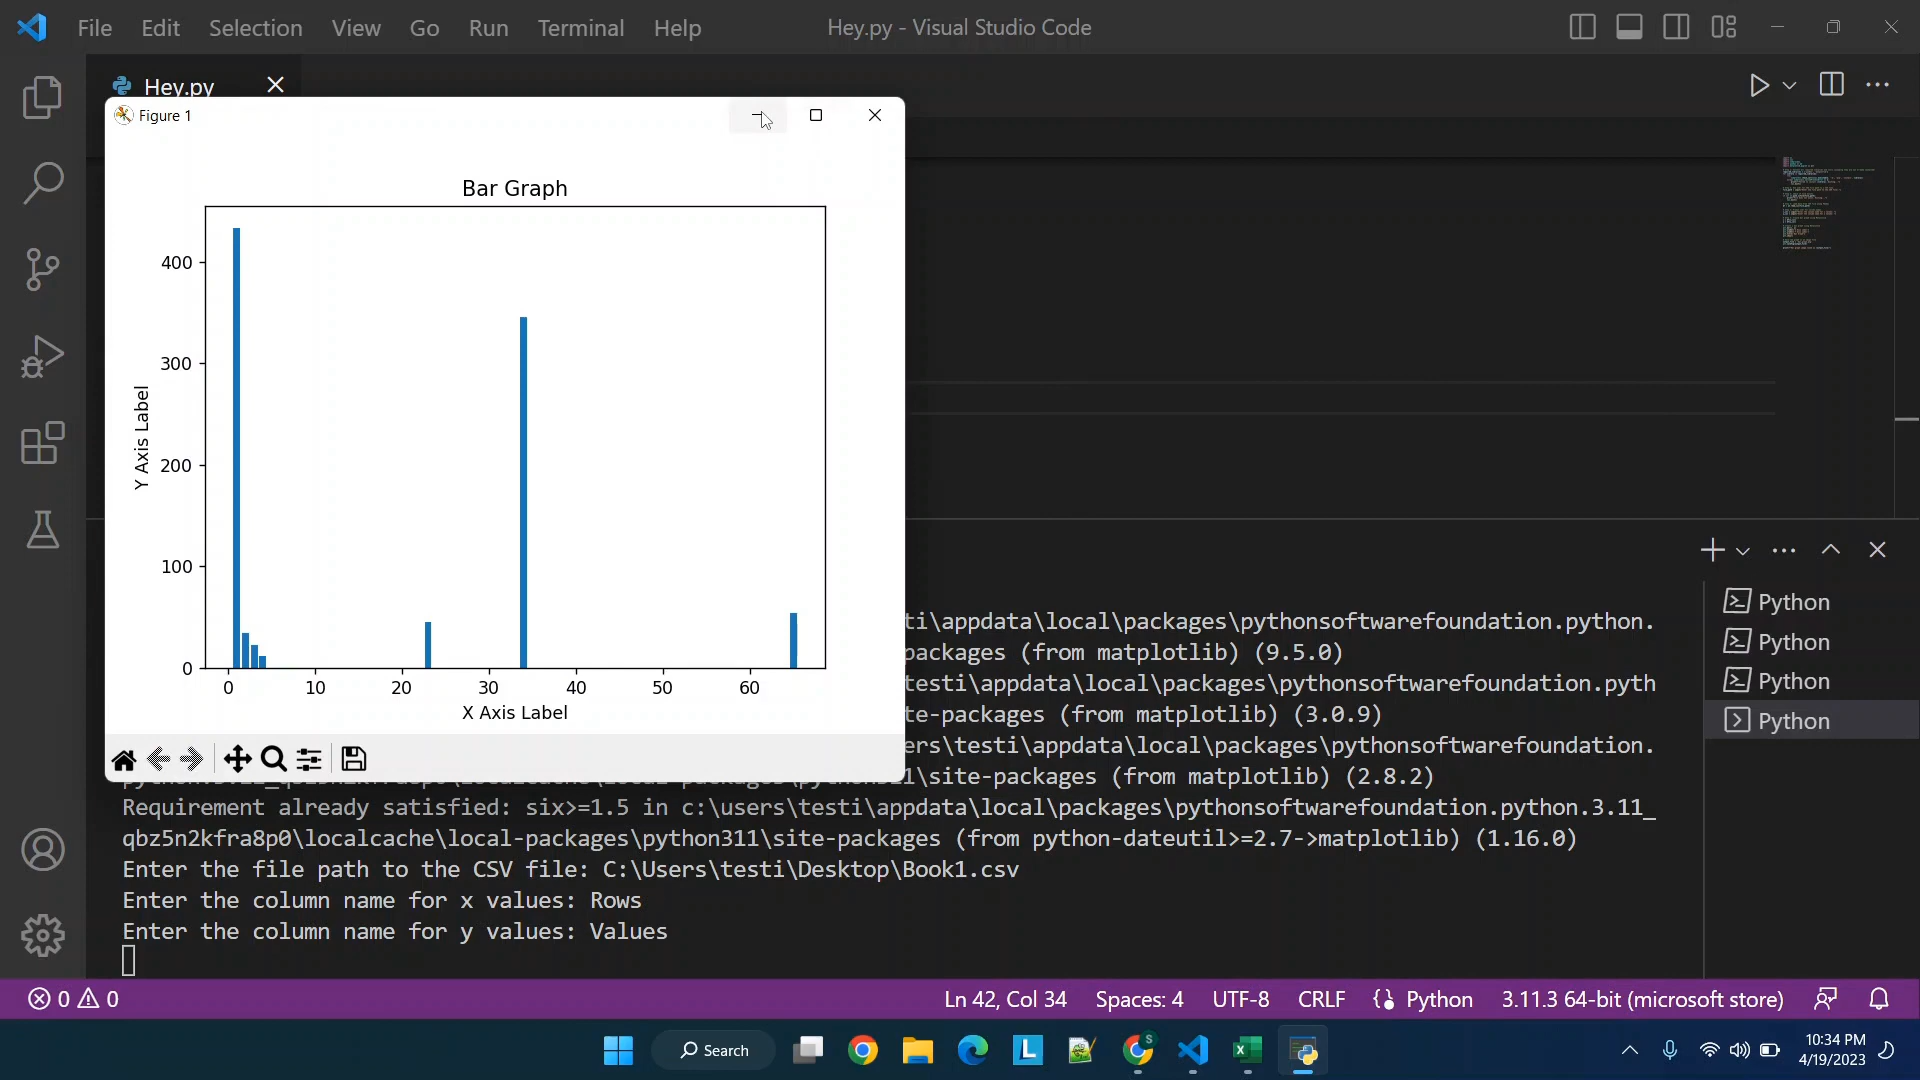 File Edit Selection View Go Run Terminal Help
Hey.py - Visual Studio Code
Hey.py
Figure 1
Bar Graph
400
300
200
100
0
Y Axis Label
0 10 20 30 40 50 60
X Axis Label
Python
Python
Python
Python
ti\appdata\local\packages\pythonsoftwarefoundation.python.
packages (from matplotlib) (9.5.0)
testi\appdata\local\packages\pythonsoftwarefoundation.pyth
te-packages (from matplotlib) (3.0.9)
ers\testi\appdata\local\packages\pythonsoftwarefoundation.
1\site-packages (from matplotlib) (2.8.2)
Requirement already satisfied: six>=1.5 in c:\users\testi\appdata\local\packages\pythonsoftwarefoundation.python.3.11_
qbz5n2kfra8p0\localcache\local-packages\python311\site-packages (from python-dateutil>=2.7->matplotlib) (1.16.0)
Enter the file path to the CSV file: C:\Users\testi\Desktop\Book1.csv
Enter the column name for x values: Rows
Enter the column name for y values: Values
0 0
Ln 42, Col 34 Spaces: 4 UTF-8 CRLF Python 3.11.3 64-bit (microsoft store)
Search
10:34 PM
4/19/2023